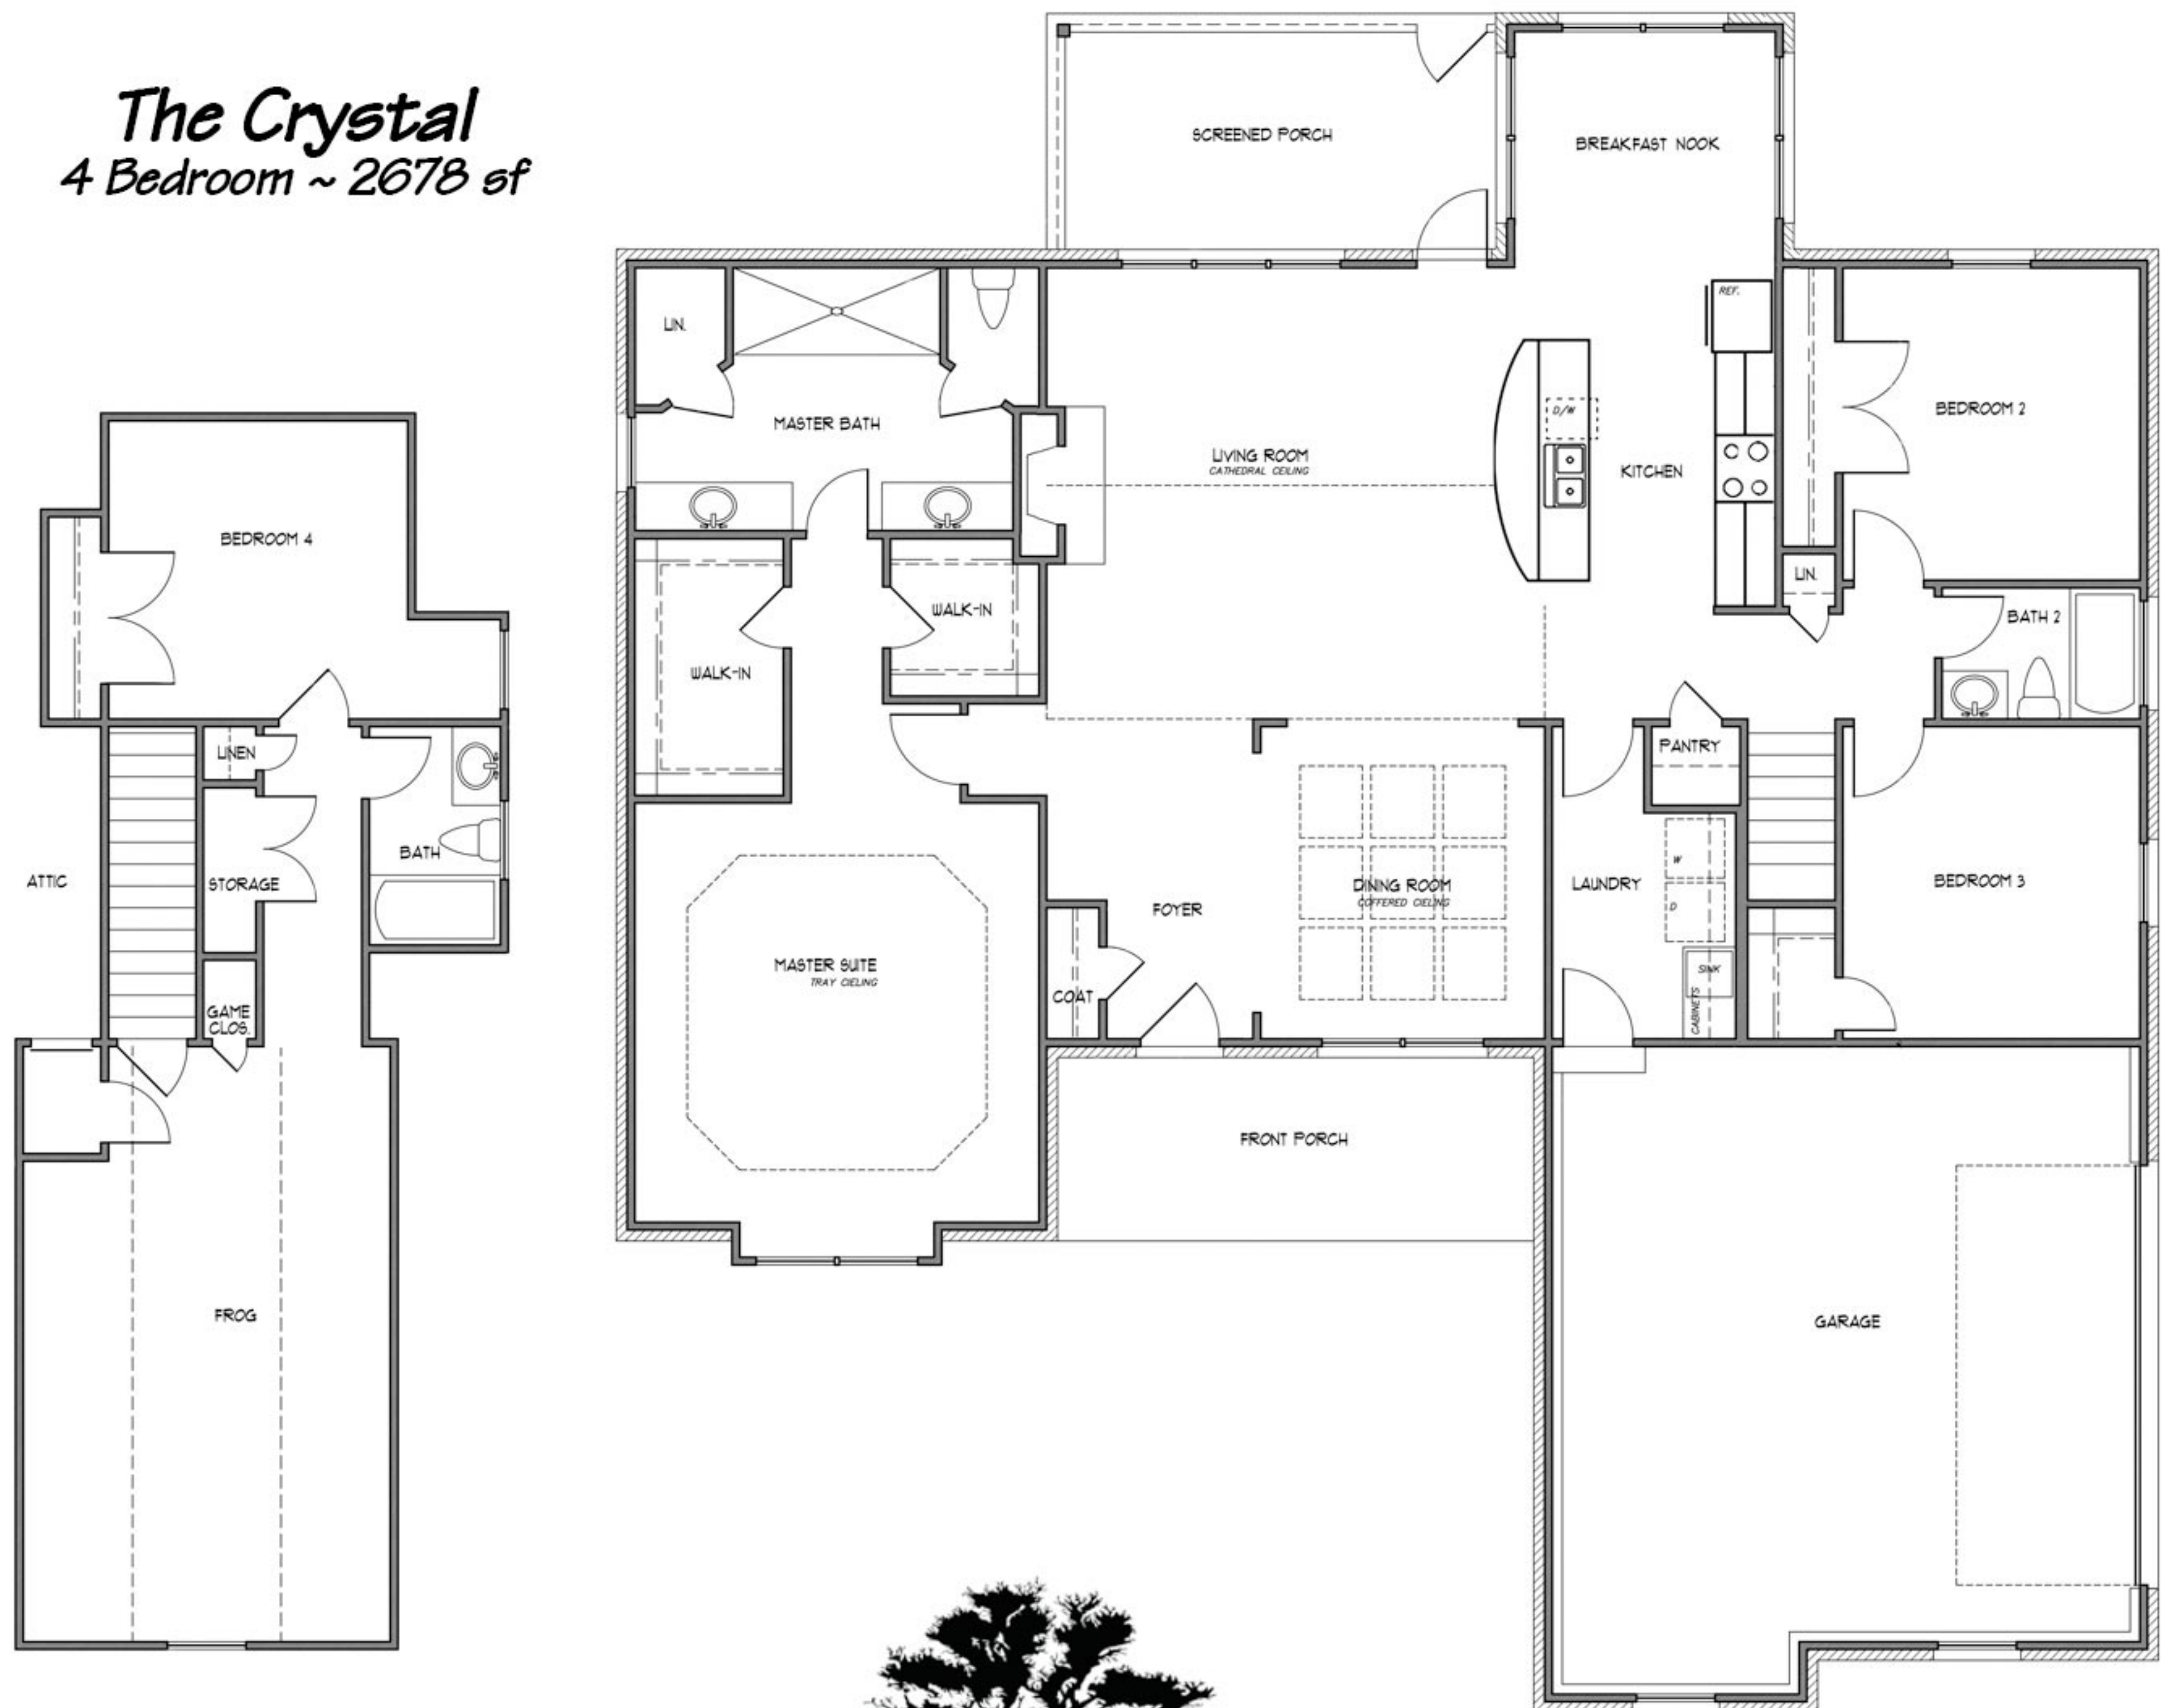 The Crystal
4 Bedroom ~ 2678 sf
SCREENED PORCH
BREAKFAST NOOK
LIN.
REF.
MASTER BATH
D/W
LIVING ROOM
CATHEDRAL CEILING
KITCHEN
BEDROOM 2
LIN.
WALK-IN
WALK-IN
BATH 2
PANTRY
W
D
LAUNDRY
SINK
CABINETS
BEDROOM 3
DINING ROOM
COFFERED CIELING
FOYER
COAT
MASTER SUITE
TRAY CIELING
FRONT PORCH
GARAGE
BEDROOM 4
LINEN
BATH
STORAGE
ATTIC
GAME
CLOS.
FROG